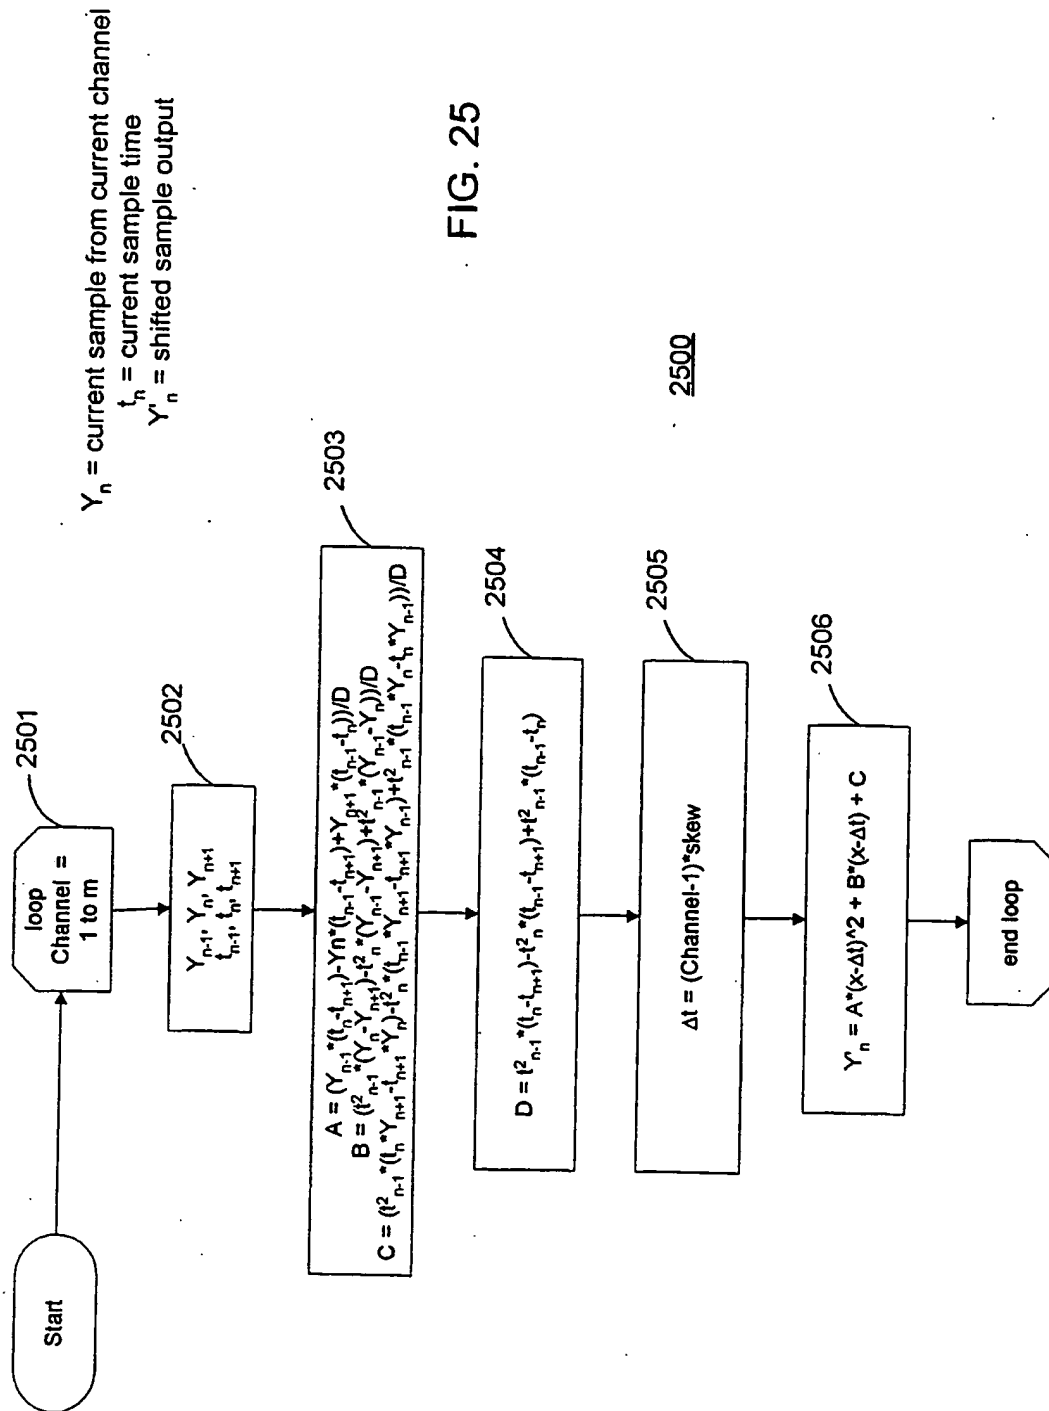 Start
loop
Channel =
1 to m
2501
Yₙ₋₁, Yₙ, Yₙ₊₁
tₙ₋₁, tₙ, tₙ₊₁
2502
A = (Yₙ₋₁*(tₙ-tₙ₊₁)-Yn*(tₙ₋₁-tₙ₊₁)+Yₙ₊₁*(tₙ₋₁-tₙ))/D
B = (t²ₙ₋₁*(Yₙ-Yₙ₊₁)-t²ₙ*(Yₙ₋₁-Yₙ₊₁)+t²ₙ₋₁*(Yₙ₋₁-Yₙ))/D
C = (t²ₙ₋₁*(tₙ*Yₙ₊₁-tₙ₊₁*Yₙ)-t²ₙ*(tₙ₋₁*Yₙ₊₁-tₙ₊₁*Yₙ₋₁)+t²ₙ₋₁*(tₙ₋₁*Yₙ-tₙ*Yₙ₋₁))/D
2503
D = t²ₙ₋₁*(tₙ-tₙ₊₁)-t²ₙ*(tₙ₋₁-tₙ₊₁)+t²ₙ₋₁*(tₙ₋₁-tₙ)
2504
Δt = (Channel-1)*skew
2505
Y'ₙ = A*(x-Δt)^2 + B*(x-Δt) + C
2506
end loop
Yₙ = current sample from current channel
tₙ = current sample time
Y'ₙ = shifted sample output
2500
FIG. 25